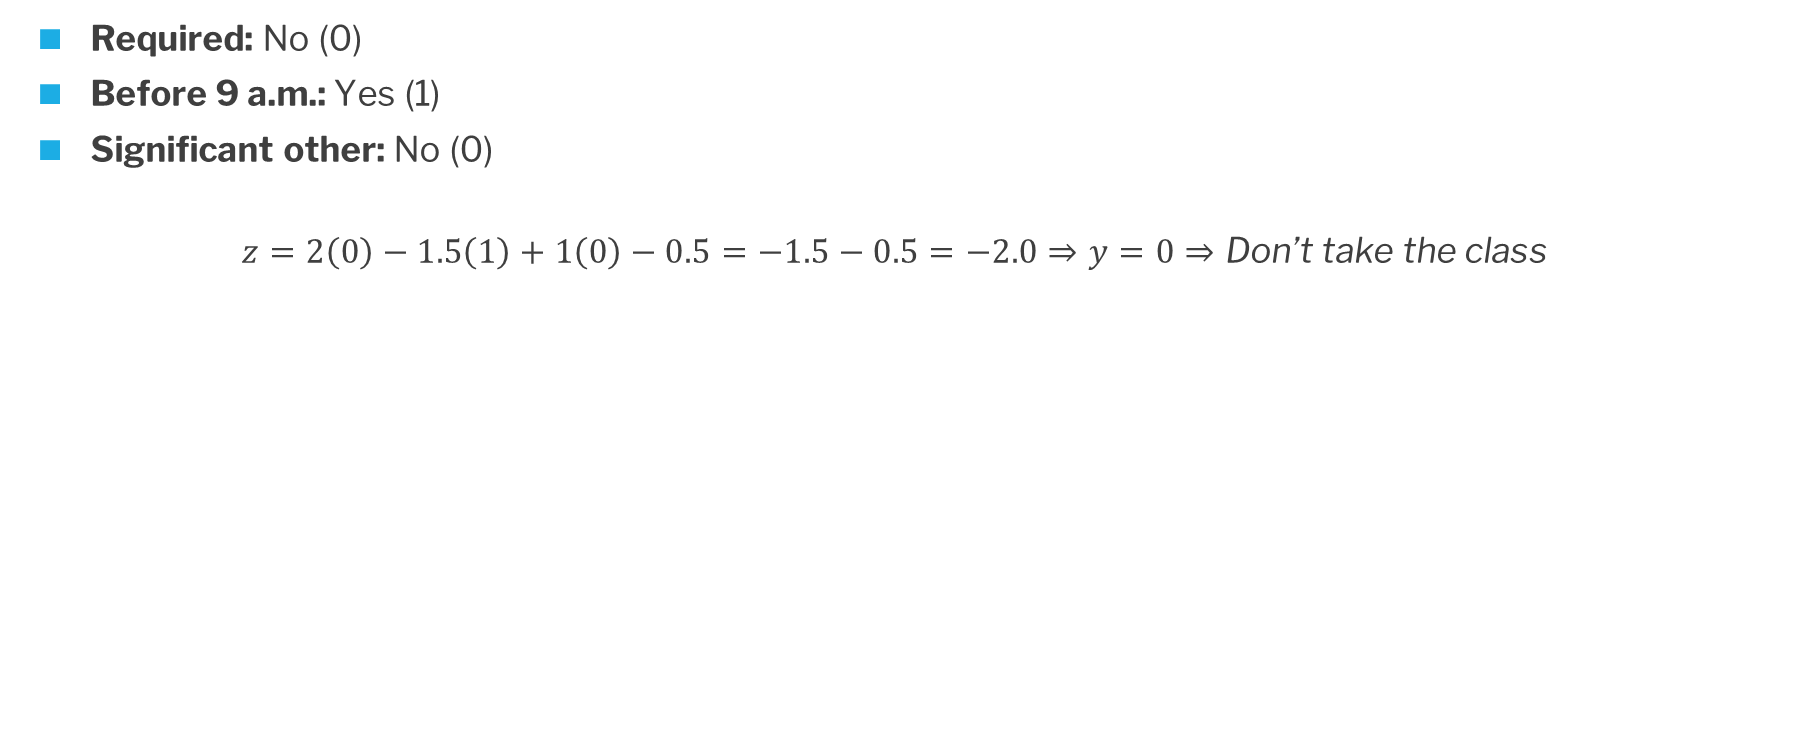 Required: No (0)
Before 9 a.m.: Yes (1)
Significant other: No (0)
z = 2(0) − 1.5(1) + 1(0) − 0.5 = −1.5 − 0.5 = −2.0 ⇒ y = 0 ⇒ Don’t take the class